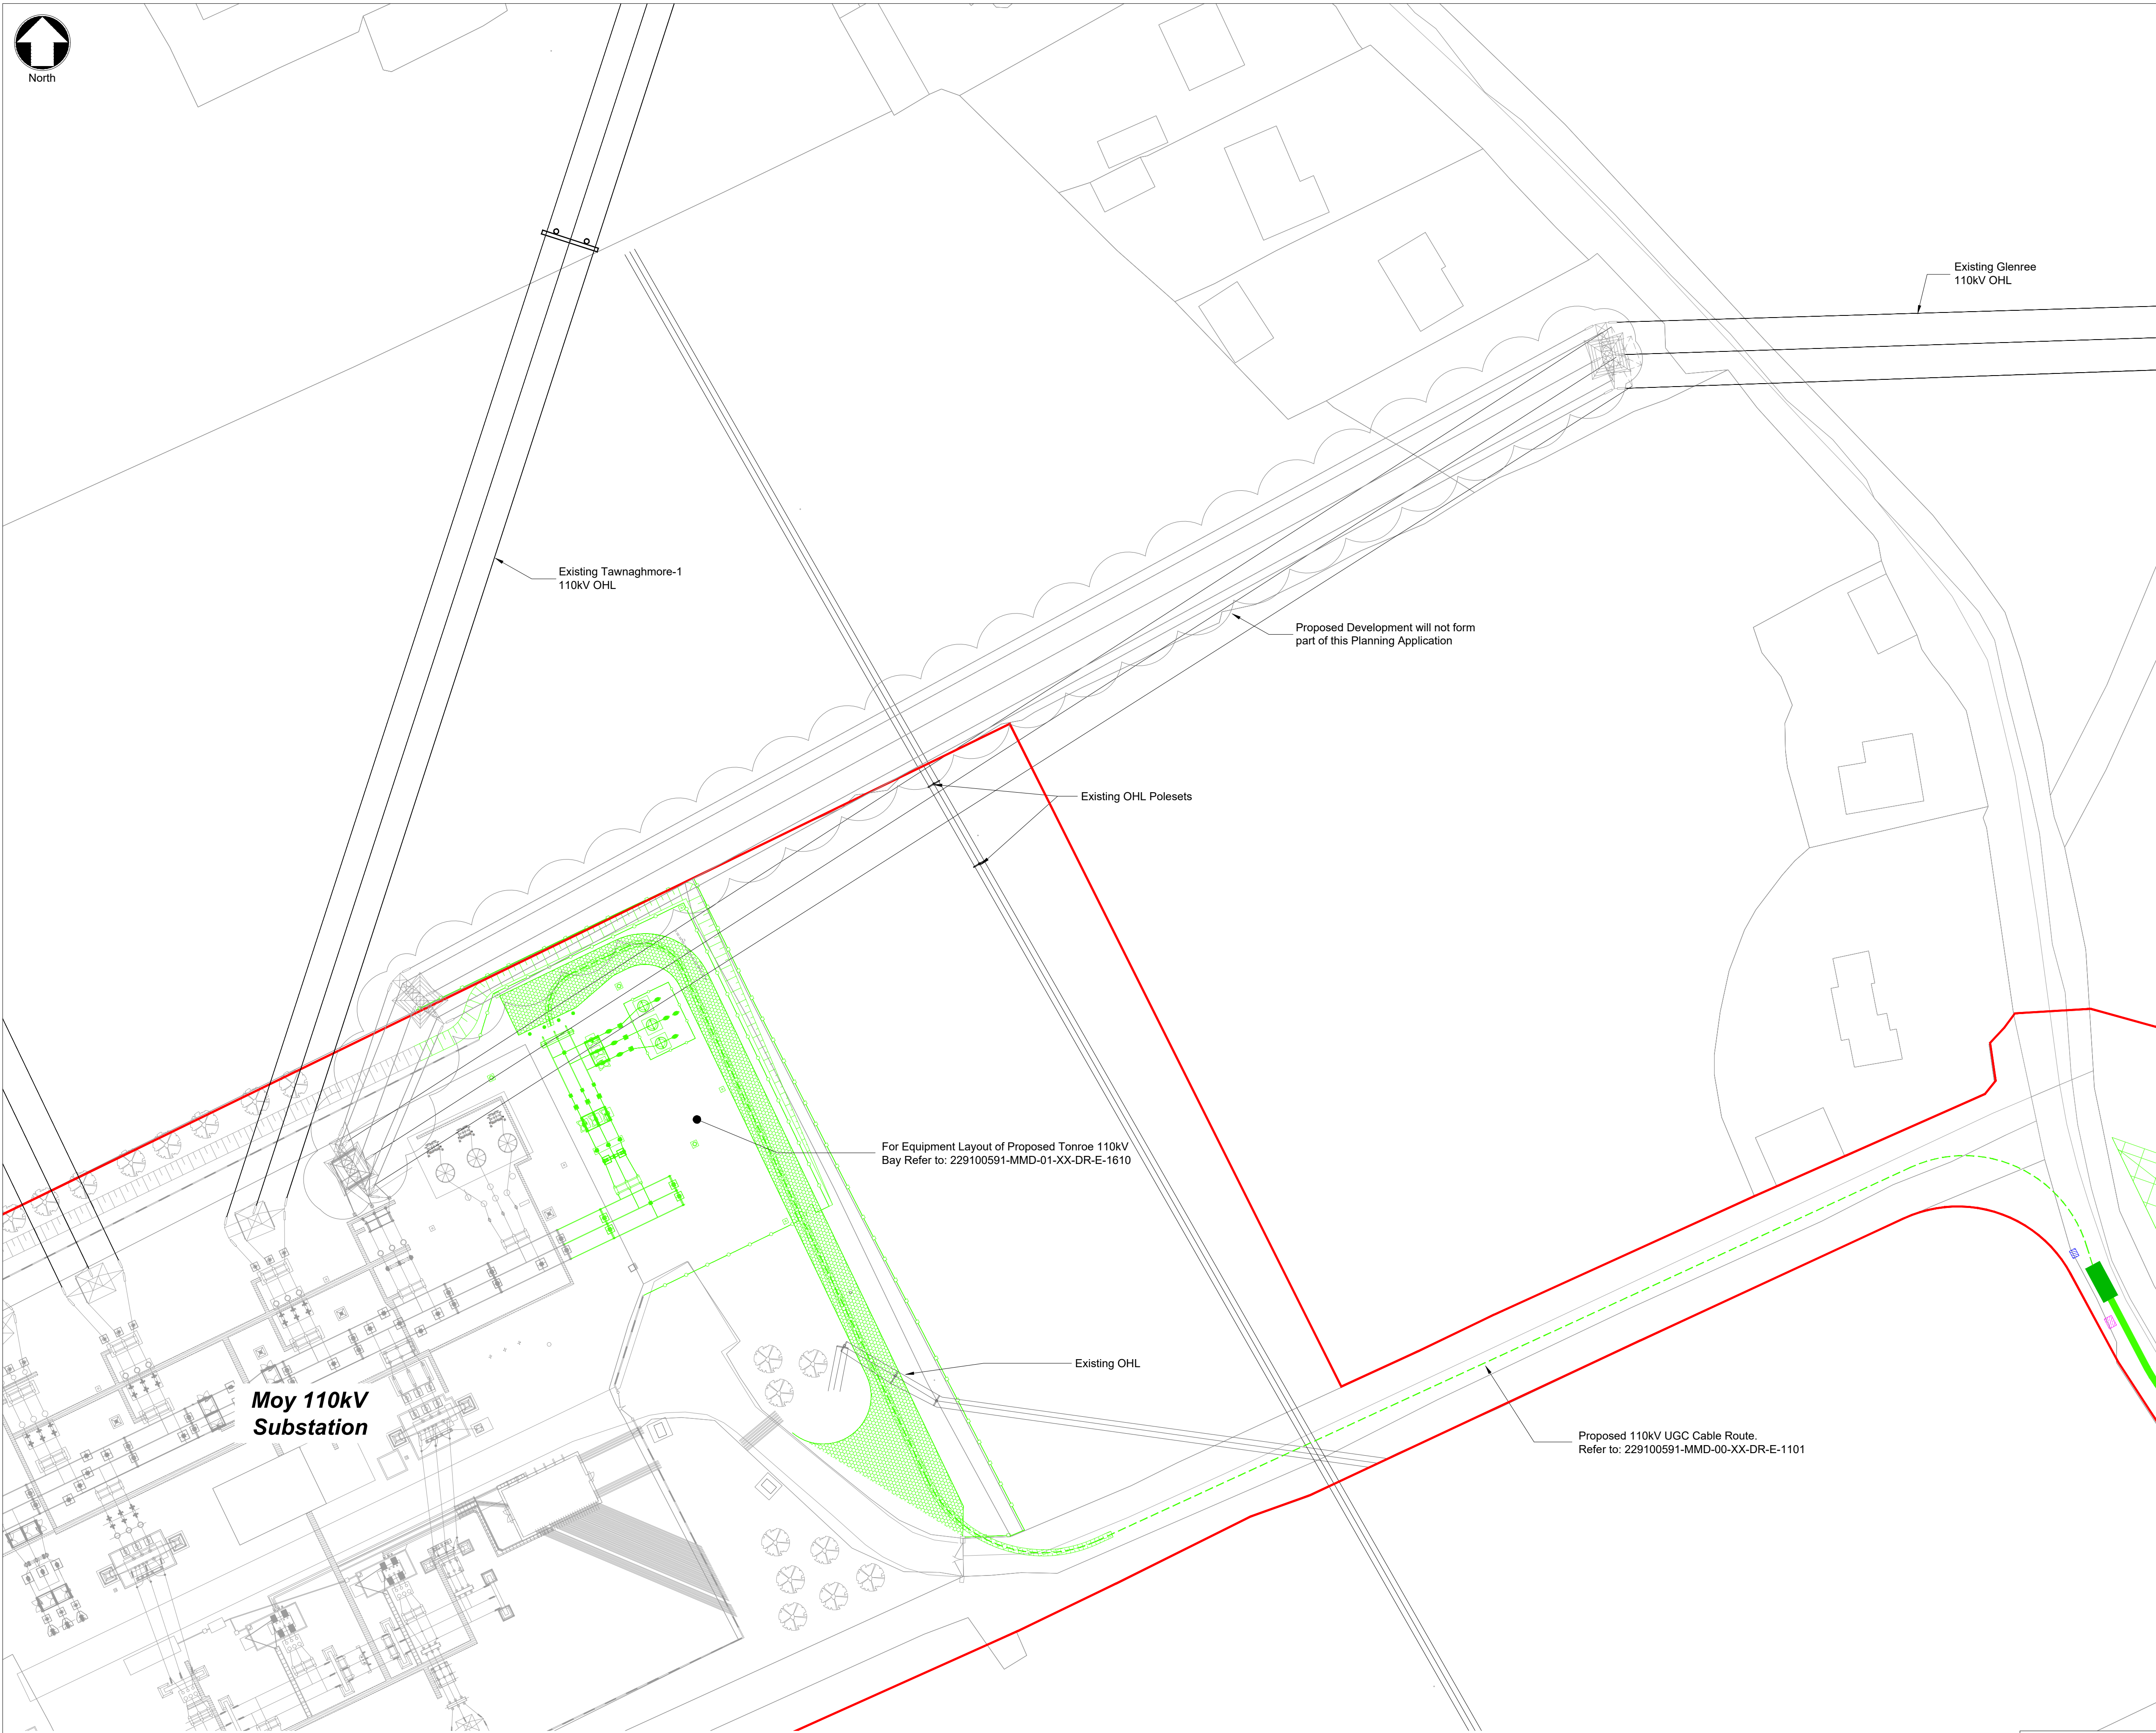 North
Existing Glenree
110kV OHL
Existing Tawnaghmore-1
110kV OHL
Proposed Development will not form
part of this Planning Application
Existing OHL Polesets
For Equipment Layout of Proposed Tonroe 110kV
Bay Refer to: 229100591-MMD-01-XX-DR-E-1610
Existing OHL
Moy 110kV
Substation
Proposed 110kV UGC Cable Route.
Refer to: 229100591-MMD-00-XX-DR-E-1101